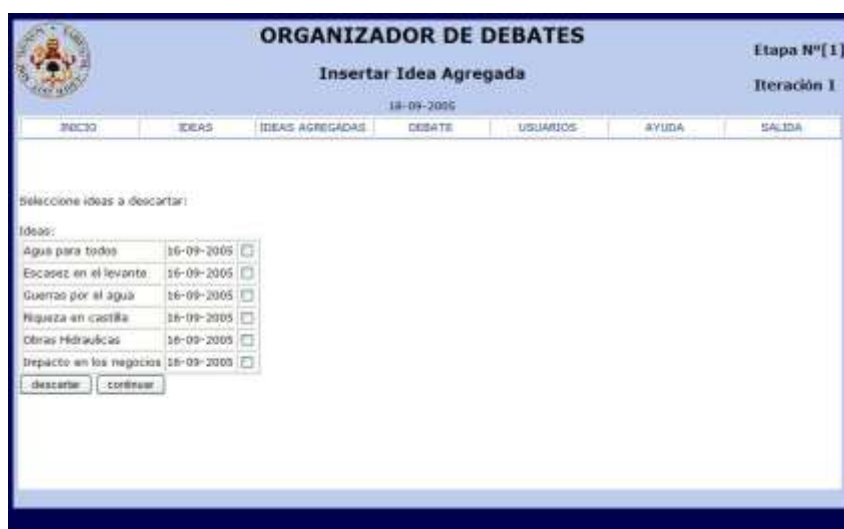 ORGANIZADOR DE DEBATES
Etapa Nº[1]
Insertar Idea Agregada
Iteración 1
18-09-2005
INICIO IDEAS IDEAS AGREGADAS DEBATE USUARIOS AYUDA SALIDA
Seleccione ideas a descartar:
Ideas:
Agua para todos 16-09-2005
Escasez en el levante 16-09-2005
Guerras por el agua 16-09-2005
Riqueza en castilla 16-09-2005
Obras Hidraulicas 16-09-2005
Impacto en los negocios 16-09-2005
descartar continuar